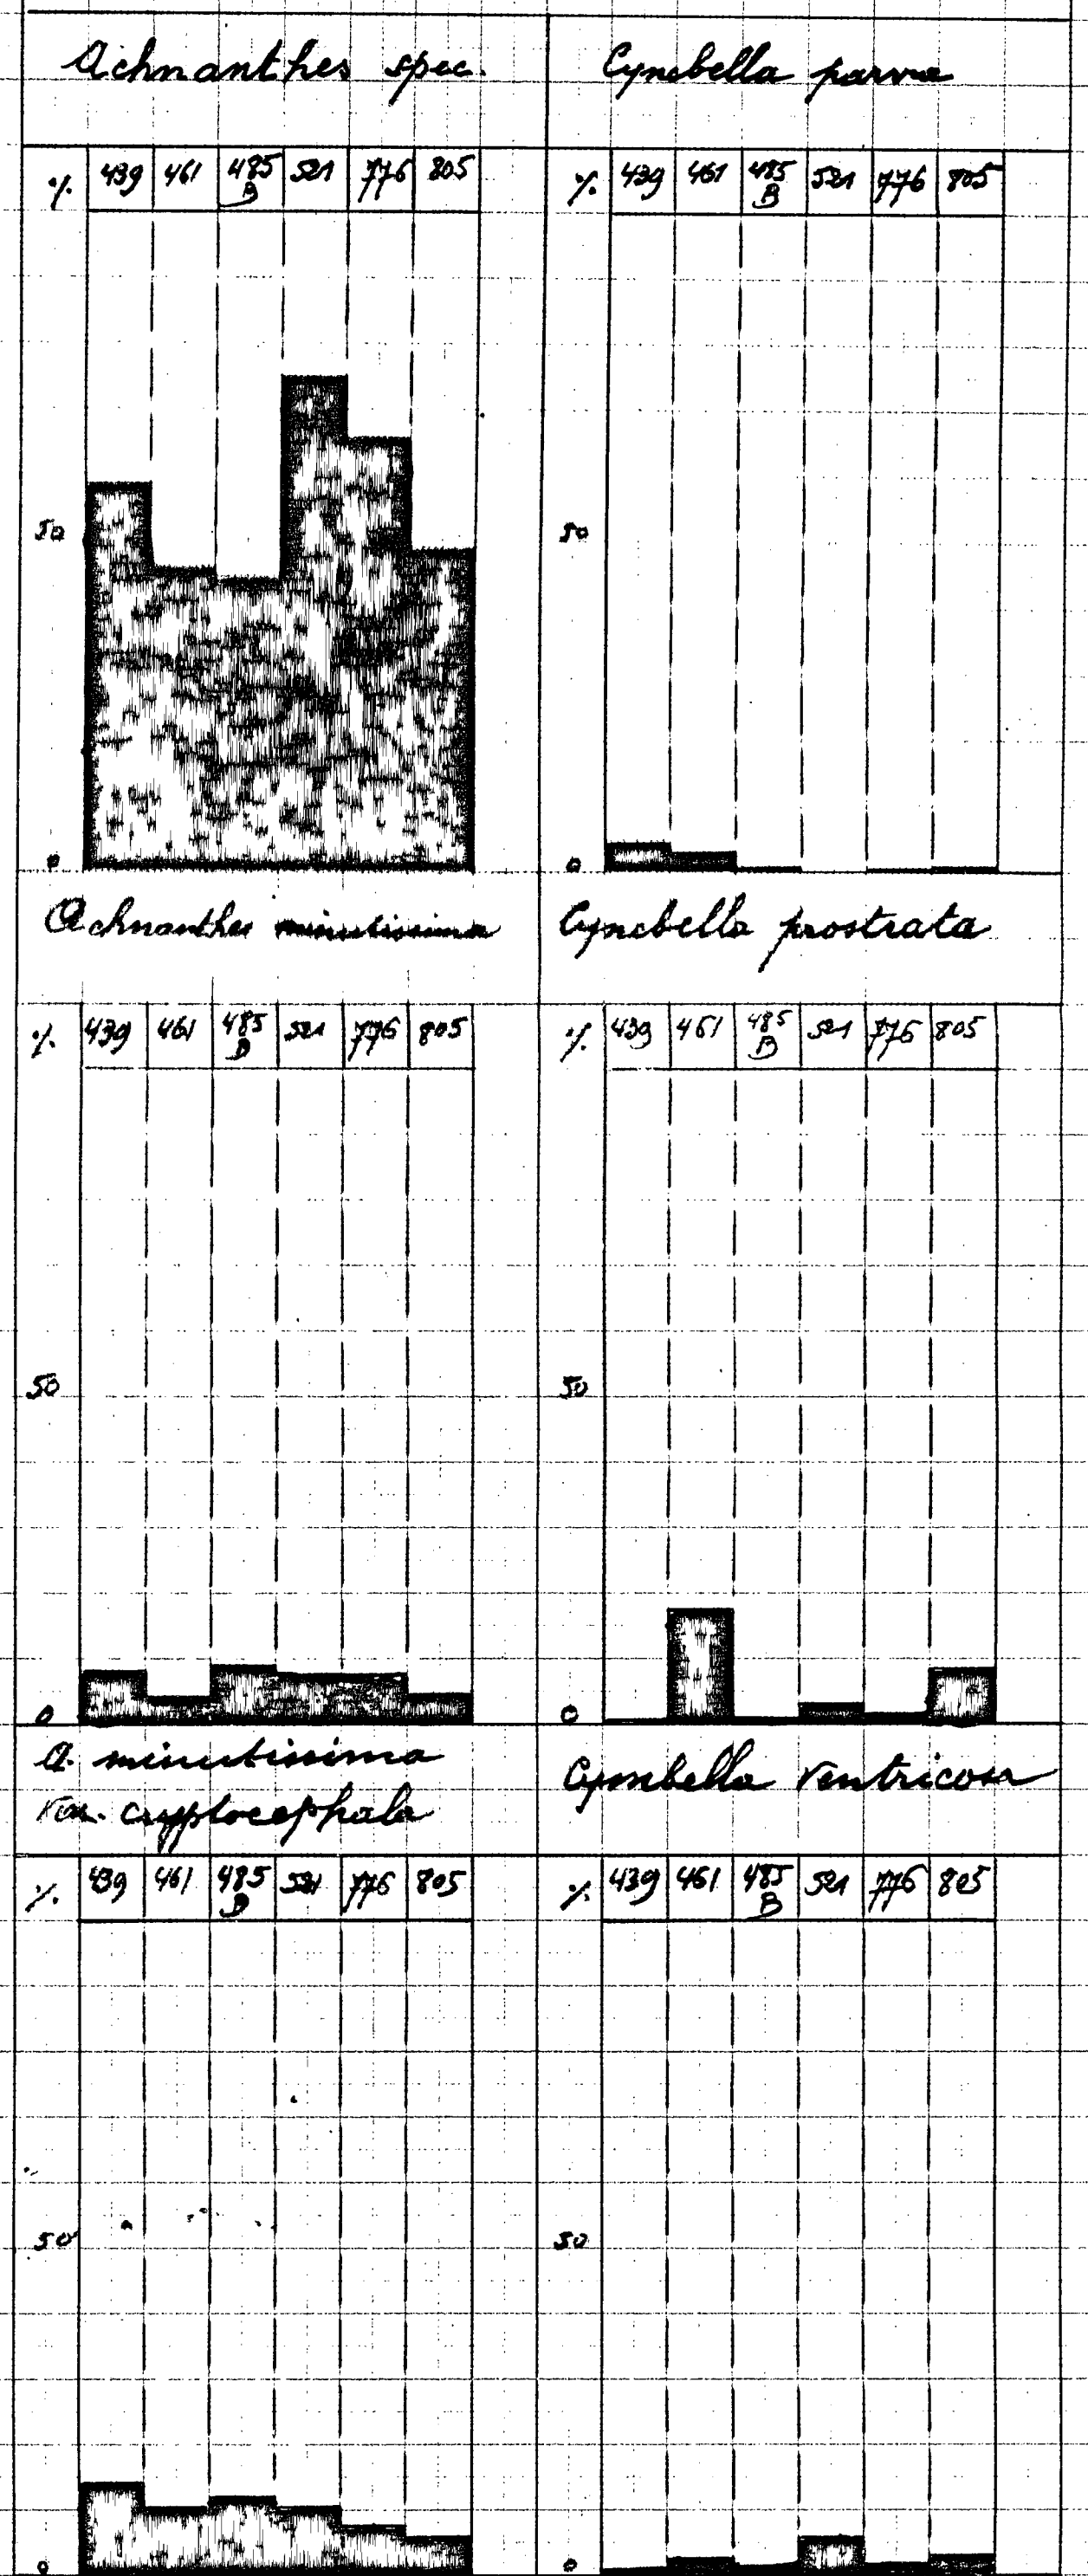 Achnanthes spec.
% 439 461 485 B 521 776 805
50
0
Cymbella parva
% 439 461 485 B 521 776 805
50
0
Achnanthes minutissima
% 439 461 485 B 521 776 805
50
0
Cymbella prostrata
% 439 461 485 B 521 776 805
50
0
A. minutissima
var. cryptocephala
% 439 461 485 B 521 776 805
50
0
Cymbella ventricosa
% 439 461 485 B 521 776 805
50
0